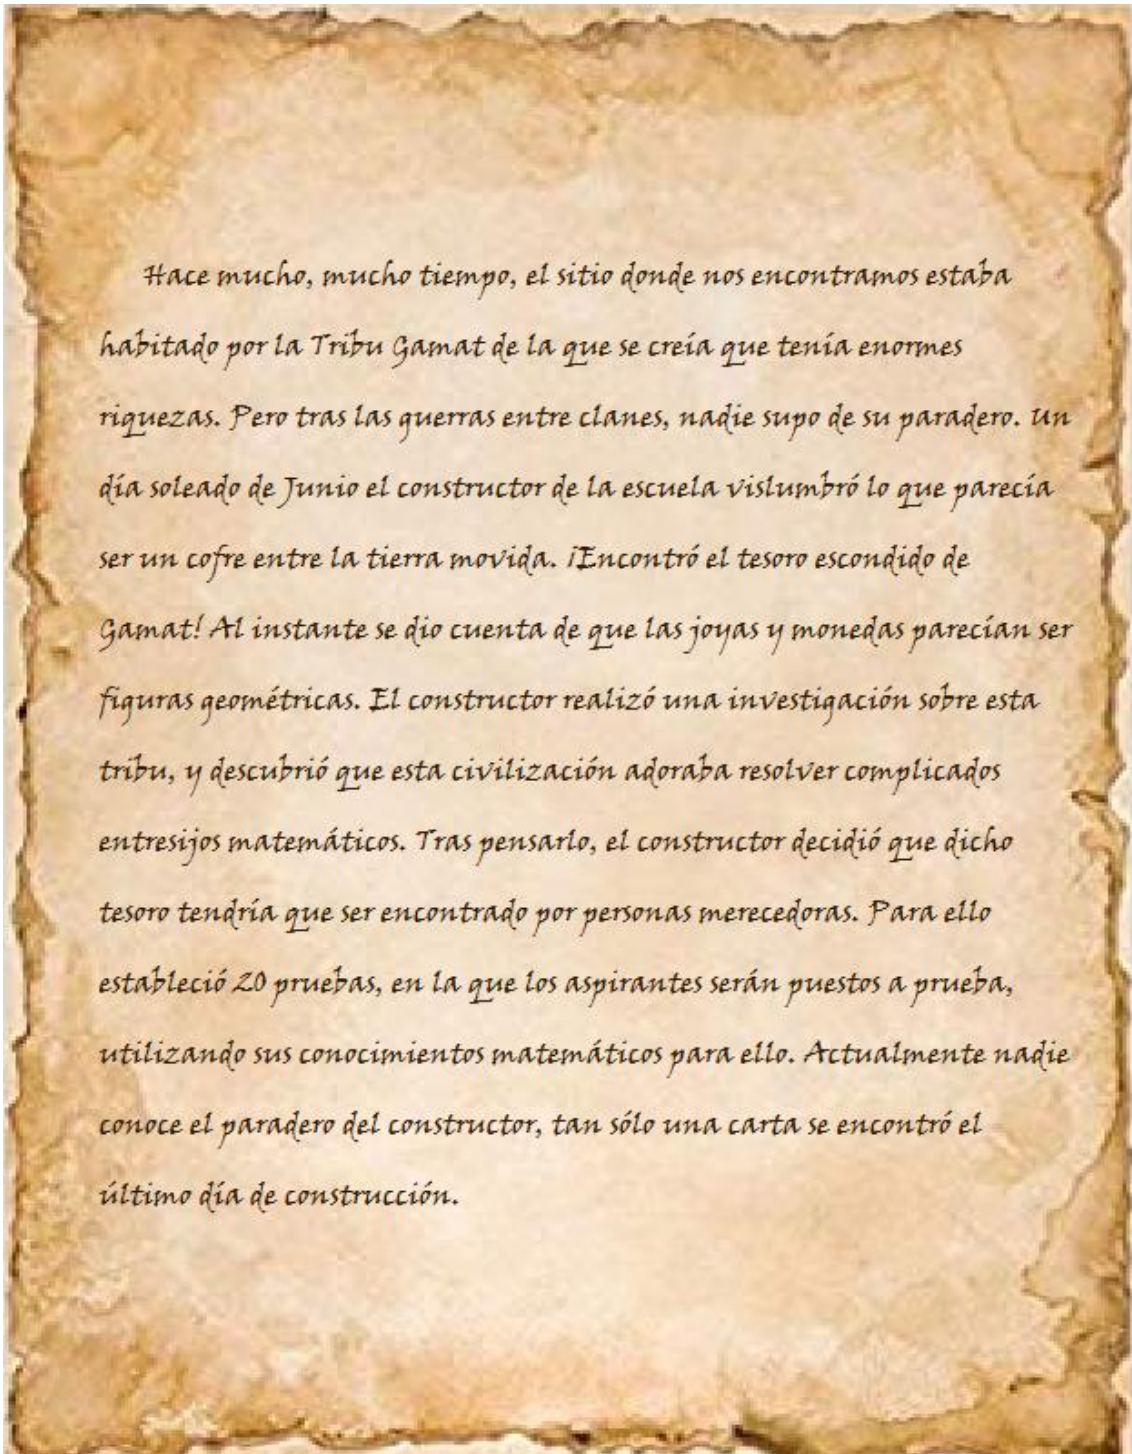 Hace mucho, mucho tiempo, el sitio donde nos encontramos estaba
habitado por la Tribu Gamat de la que se creía que tenía enormes
riquezas. Pero tras las guerras entre clanes, nadie supo de su paradero. Un
día soleado de Junio el constructor de la escuela vislumbró lo que parecía
ser un cofre entre la tierra movida. ¡Encontró el tesoro escondido de
Gamat! Al instante se dio cuenta de que las joyas y monedas parecían ser
figuras geométricas. El constructor realizó una investigación sobre esta
tribu, y descubrió que esta civilización adoraba resolver complicados
entresijos matemáticos. Tras pensarlo, el constructor decidió que dicho
tesoro tendría que ser encontrado por personas merecedoras. Para ello
estableció 20 pruebas, en la que los aspirantes serán puestos a prueba,
utilizando sus conocimientos matemáticos para ello. Actualmente nadie
conoce el paradero del constructor, tan sólo una carta se encontró el
último día de construcción.